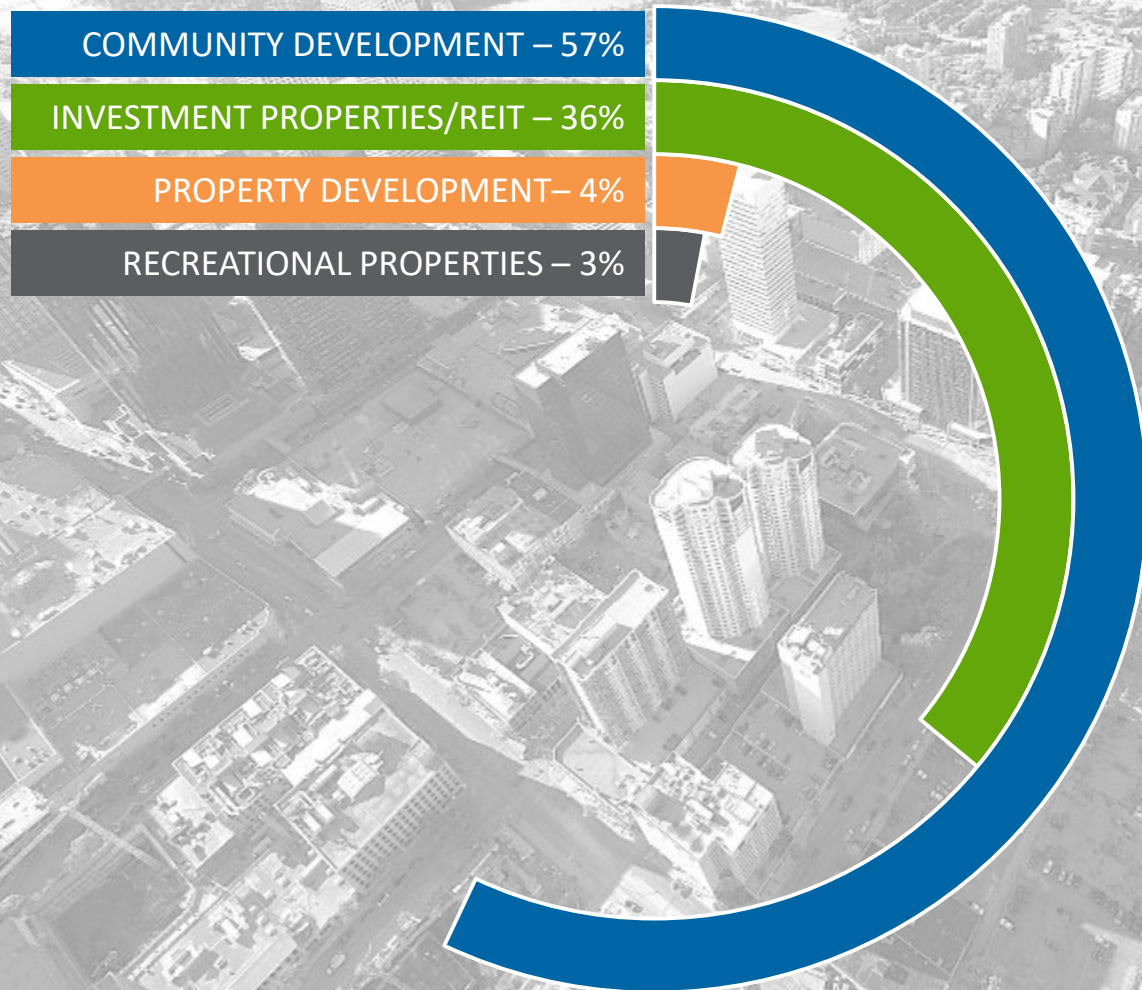 COMMUNITY DEVELOPMENT – 57%
INVESTMENT PROPERTIES/REIT – 36%
PROPERTY DEVELOPMENT– 4%
RECREATIONAL PROPERTIES – 3%